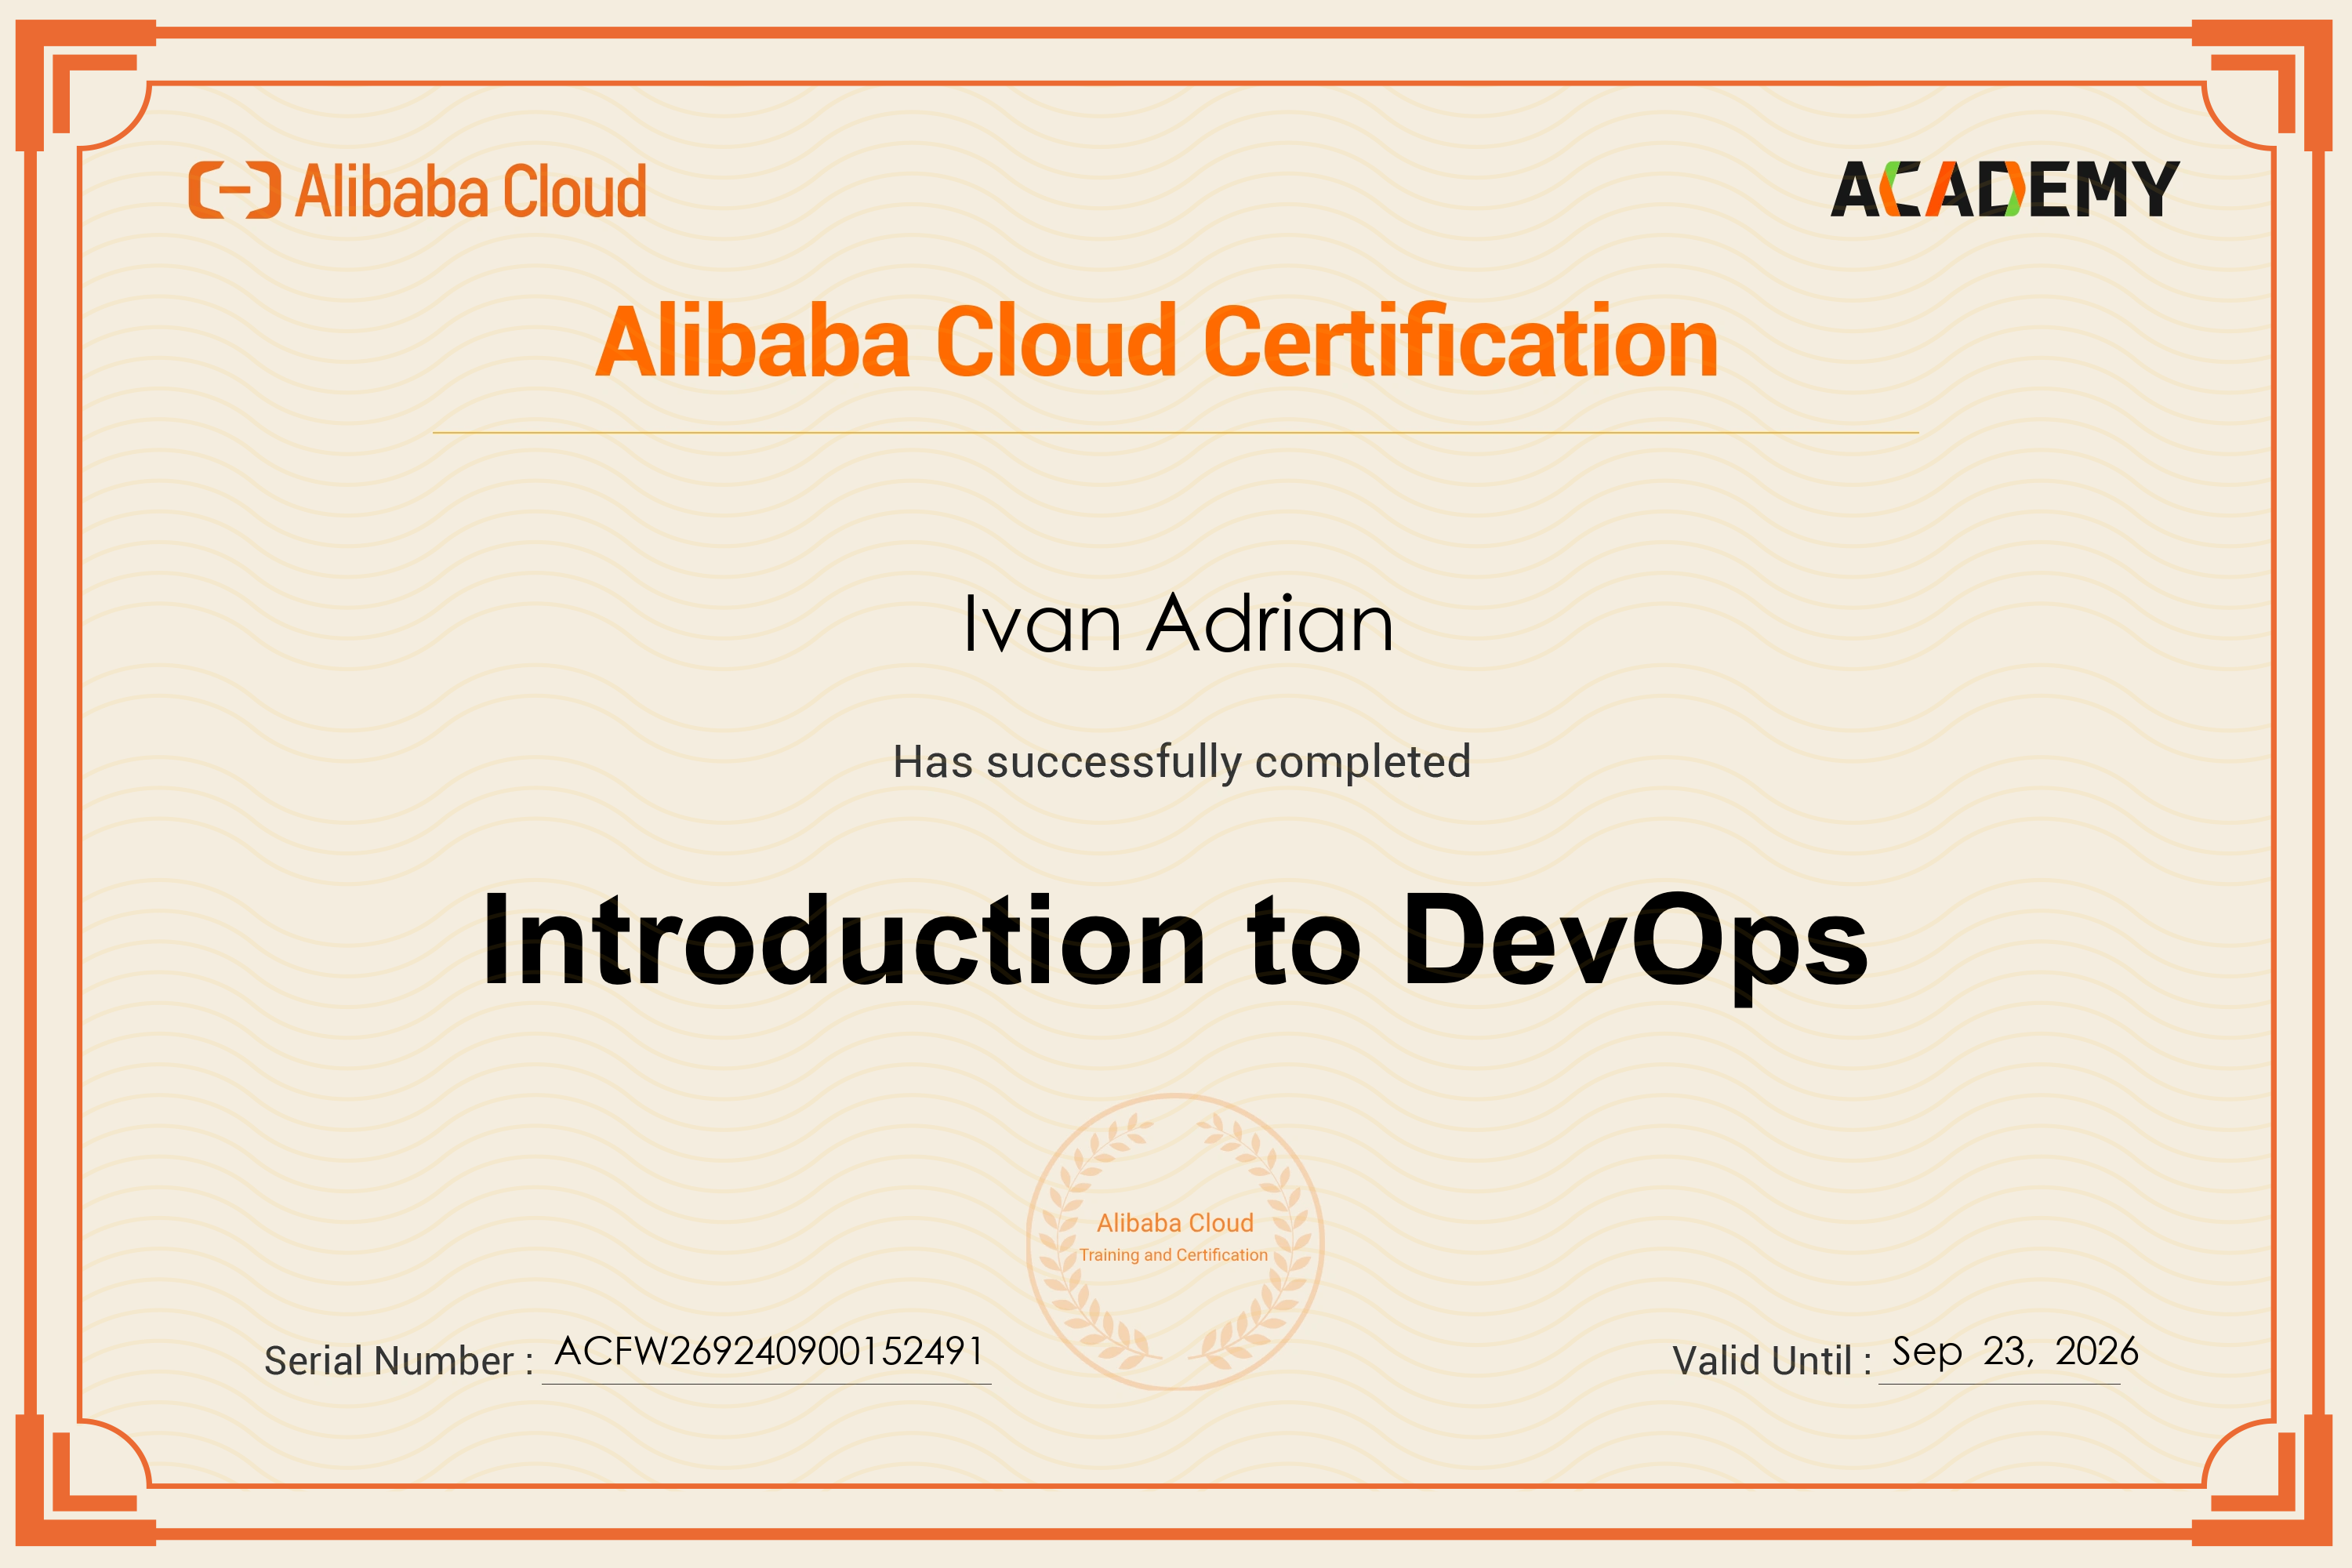 Alibaba Cloud
ACADEMY
Alibaba Cloud Certification
Ivan Adrian
Has successfully completed
Introduction to DevOps
Alibaba Cloud
Training and Certification
Serial Number : ACFW269240900152491
Valid Until : Sep 23, 2026